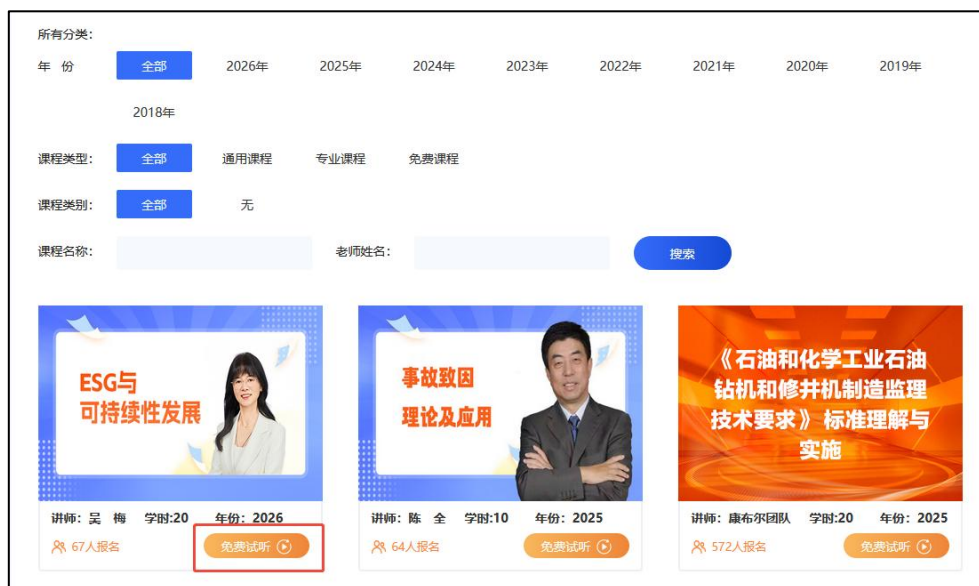 所有分类：
年 份 全部 2026年 2025年 2024年 2023年 2022年 2021年 2020年 2019年
2018年
课程类型： 全部 通用课程 专业课程 免费课程
课程类别： 全部 无
课程名称： 老师姓名： 搜索
ESG与
可持续性发展
讲师：吴 梅 学时:20 年份：2026
67人报名 免费试听
事故致因
理论及应用
讲师：陈 全 学时:10 年份：2025
64人报名 免费试听
《石油和化学工业石油
钻机和修井机制造监理
技术要求》标准理解与
实施
讲师：康布尔团队 学时:20 年份：2025
572人报名 免费试听